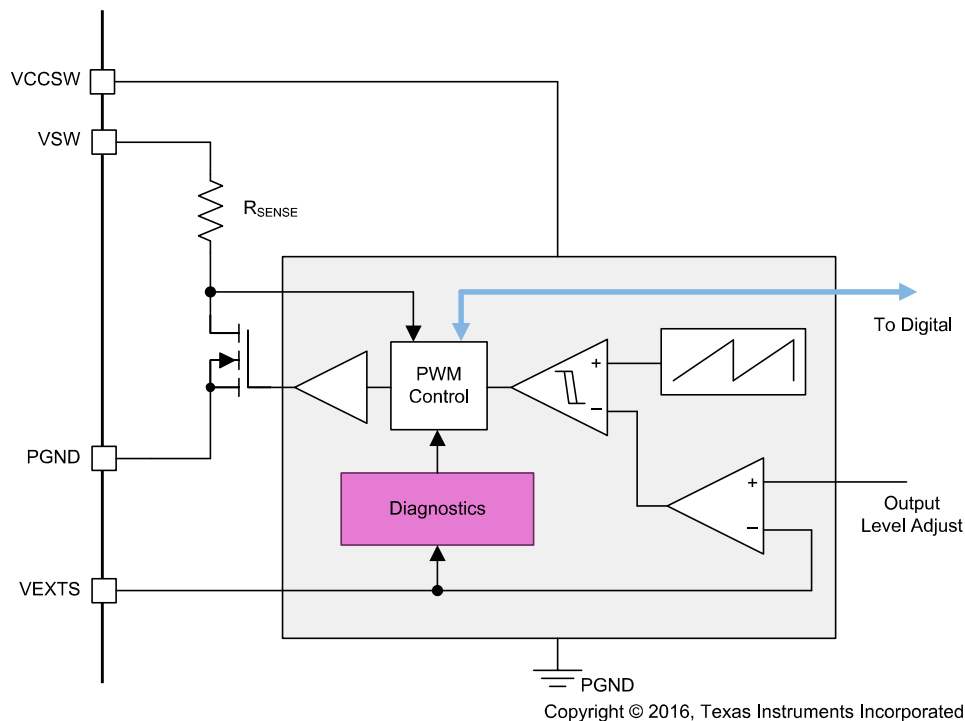 VCCSW
VSW
RSENSE
To Digital
PWM
Control
+
−
PGND
Diagnostics
+
−
Output
Level Adjust
VEXTS
PGND
Copyright © 2016, Texas Instruments Incorporated